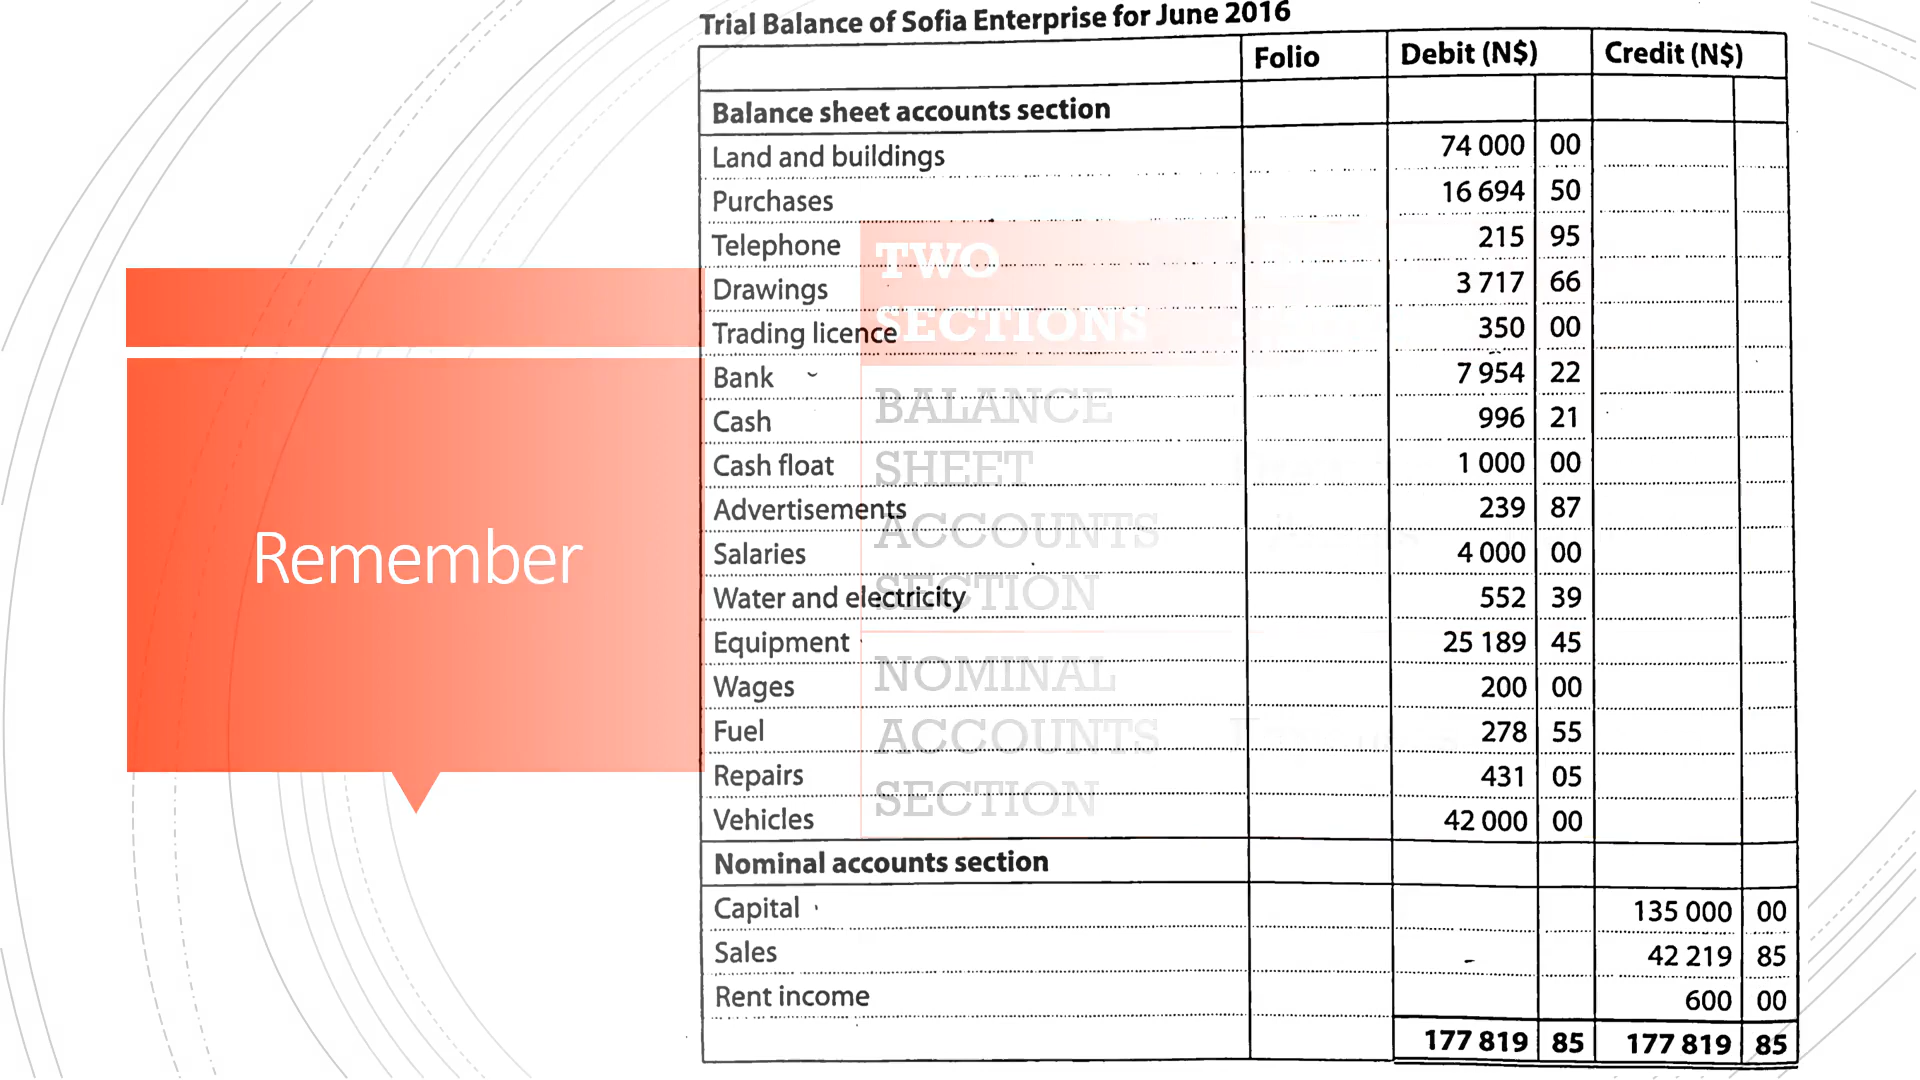 Trial Balance of Sofia Enterprise for June 2016
Folio Debit (N$) Credit (N$)
Balance sheet accounts section
Land and buildings 74 000 00
Purchases 16 694 50
Telephone 215 95
Drawings 3 717 66
Trading licence 350 00
Bank 7 954 22
Cash 996 21
Cash float 1 000 00
Advertisements 239 87
Salaries 4 000 00
Water and electricity 552 39
Equipment 25 189 45
Wages 200 00
Fuel 278 55
Repairs 431 05
Vehicles 42 000 00
Nominal accounts section
Capital 135 000 00
Sales 42 219 85
Rent income 600 00
177 819 85 177 819 85
TWO
SECTIONS
BALANCE
SHEET
ACCOUNTS
SECTION
NOMINAL
ACCOUNTS
SECTION
Remember